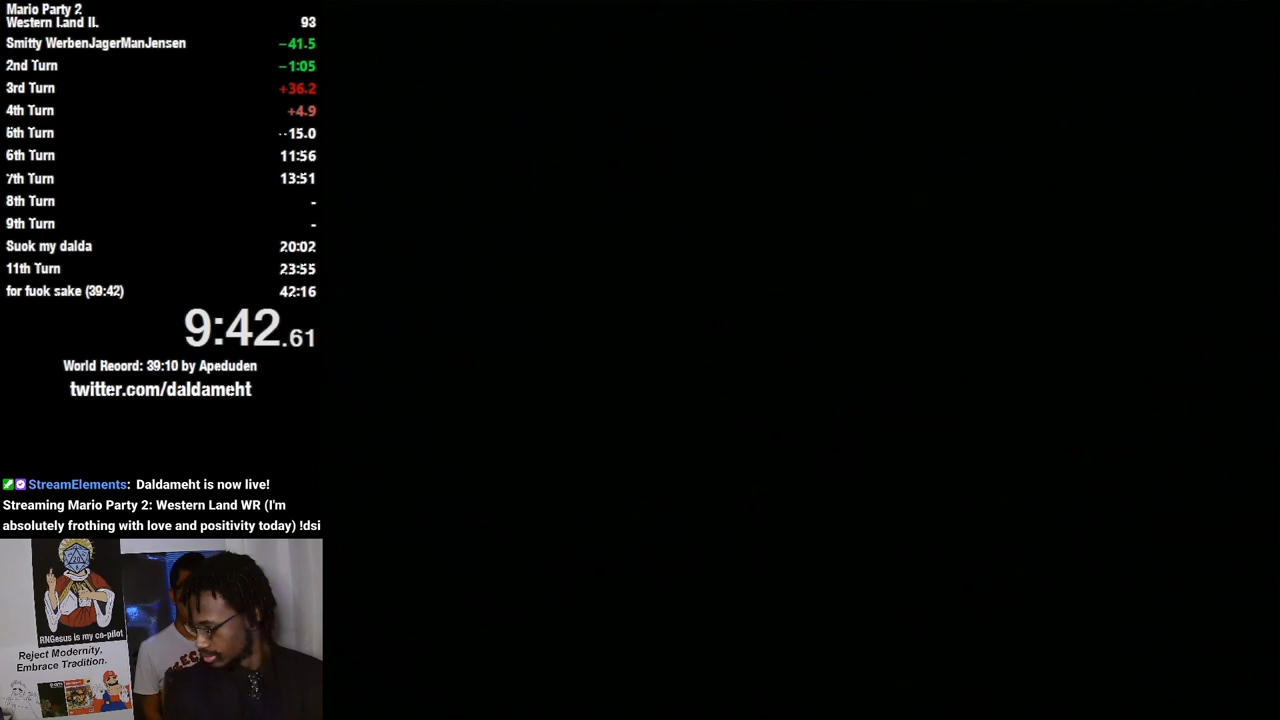 Mario Party 2
Western Land II.
93
Smitty WerbenJagerManJensen -41.5
2nd Turn -1:05
3rd Turn +36.2
4th Turn +4.9
5th Turn -15.0
6th Turn 11:56
7th Turn 13:51
8th Turn -
9th Turn -
Suck my dalda 20:02
11th Turn 23:55
for fuck sake (39:42) 42:16
9:42.61
World Record: 39:10 by Apeduden
twitter.com/daldameht
StreamElements: Daldameht is now live!
Streaming Mario Party 2: Western Land WR (I'm
absolutely frothing with love and positivity today) !dsi
RNGesus is my co-pilot
Reject Modernity,
Embrace Tradition.